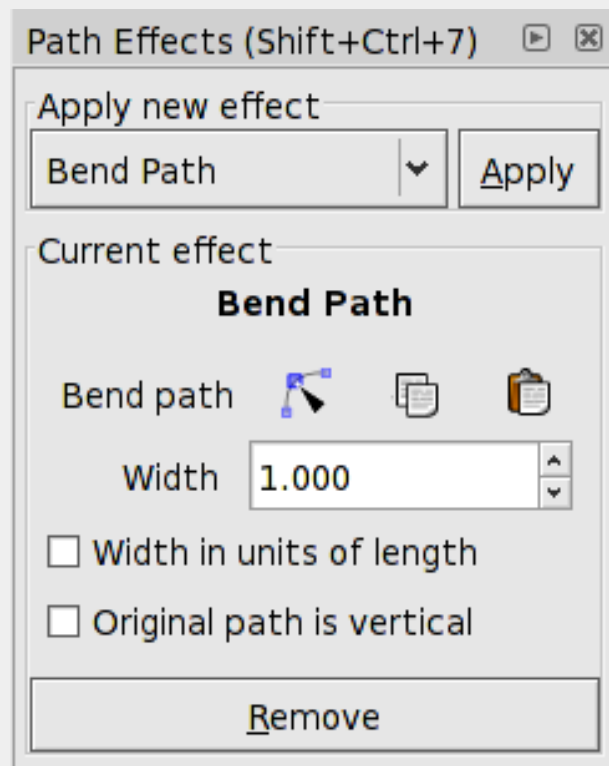 Path Effects (Shift+Ctrl+7)
Apply new effect
Bend Path
Apply
Current effect
Bend Path
Bend path
Width 1.000
Width in units of length
Original path is vertical
Remove